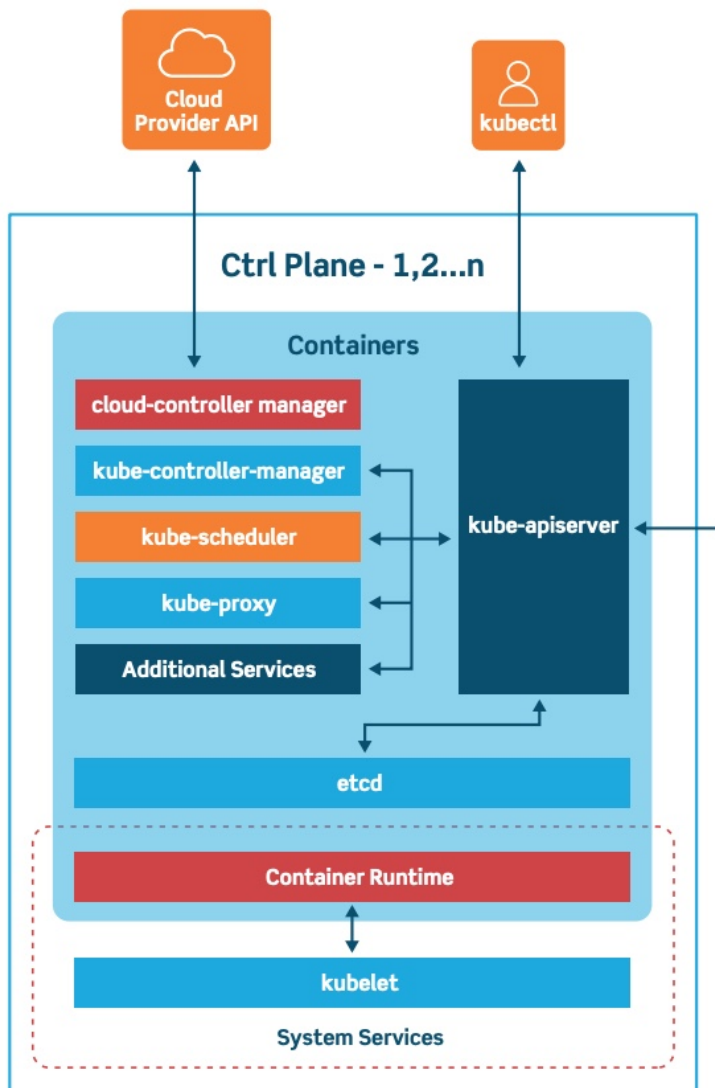 Cloud
Provider API
kubectl
Ctrl Plane - 1,2...n
Containers
cloud-controller manager
kube-controller-manager
kube-scheduler
kube-proxy
Additional Services
kube-apiserver
etcd
Container Runtime
kubelet
System Services